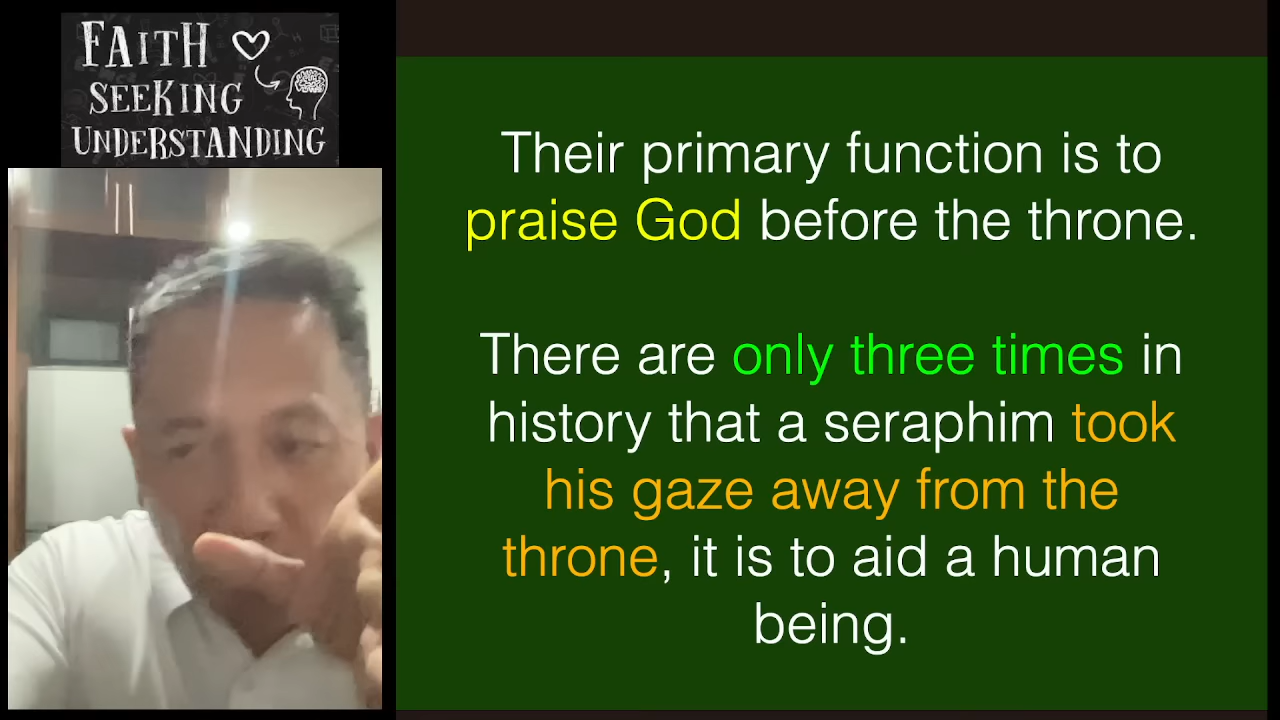 FAITH
SEEKING
UNDERSTANDING
Their primary function is to
praise God before the throne.
There are only three times in
history that a seraphim took
his gaze away from the
throne, it is to aid a human
being.